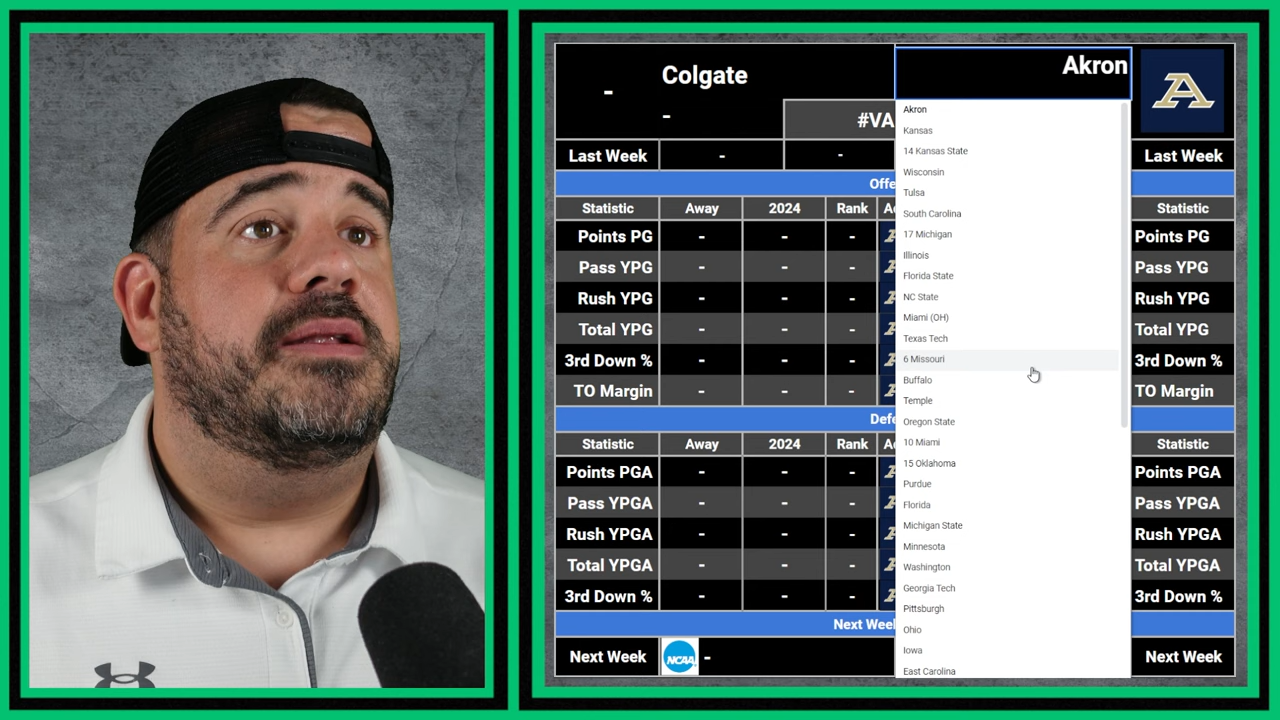 Colgate
Akron
A
-
-
#VA
Last Week
-
-
Last Week
Offe
Statistic
Away
2024
Rank
Statistic
Points PG
-
-
-
Points PG
Pass YPG
-
-
-
Pass YPG
Rush YPG
-
-
-
Rush YPG
Total YPG
-
-
-
Total YPG
3rd Down %
-
-
-
3rd Down %
TO Margin
-
-
-
TO Margin
Defe
Statistic
Away
2024
Rank
Statistic
Points PGA
-
-
-
Points PGA
Pass YPGA
-
-
-
Pass YPGA
Rush YPGA
-
-
-
Rush YPGA
Total YPGA
-
-
-
Total YPGA
3rd Down %
-
-
-
3rd Down %
Next Week
Next Week
NCAA
-
Next Week
Akron
Kansas
14 Kansas State
Wisconsin
Tulsa
South Carolina
17 Michigan
Illinois
Florida State
NC State
Miami (OH)
Texas Tech
6 Missouri
Buffalo
Temple
Oregon State
10 Miami
15 Oklahoma
Purdue
Florida
Michigan State
Minnesota
Washington
Georgia Tech
Pittsburgh
Ohio
Iowa
East Carolina